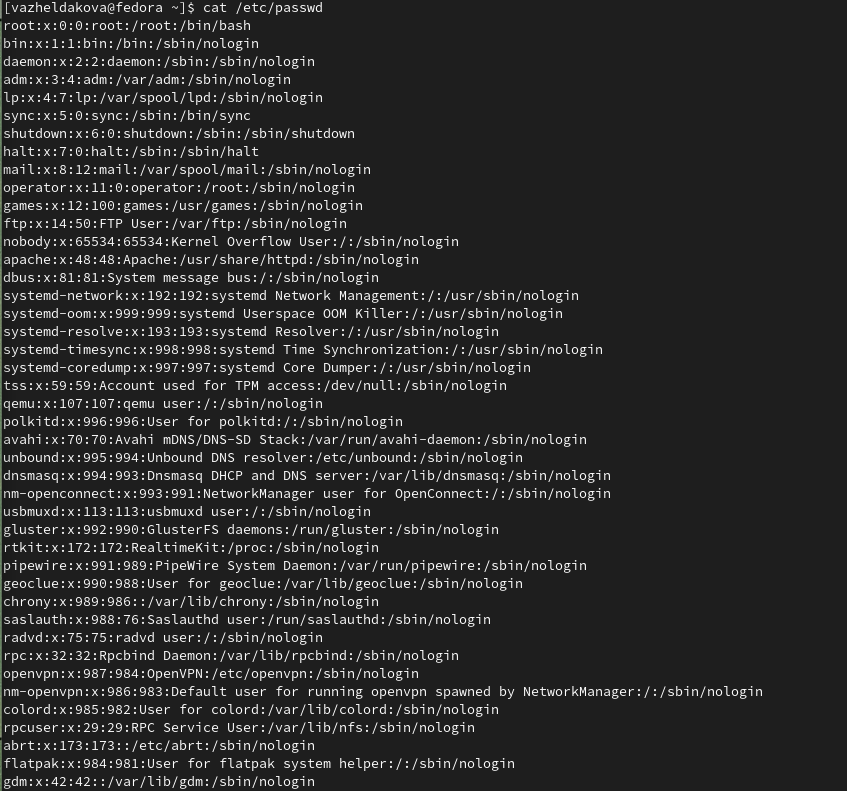 [vazheldakova@fedora ~]$ cat /etc/passwd
root:x:0:0:root:/root:/bin/bash
bin:x:1:1:bin:/bin:/sbin/nologin
daemon:x:2:2:daemon:/sbin:/sbin/nologin
adm:x:3:4:adm:/var/adm:/sbin/nologin
lp:x:4:7:lp:/var/spool/lpd:/sbin/nologin
sync:x:5:0:sync:/sbin:/bin/sync
shutdown:x:6:0:shutdown:/sbin:/sbin/shutdown
halt:x:7:0:halt:/sbin:/sbin/halt
mail:x:8:12:mail:/var/spool/mail:/sbin/nologin
operator:x:11:0:operator:/root:/sbin/nologin
games:x:12:100:games:/usr/games:/sbin/nologin
ftp:x:14:50:FTP User:/var/ftp:/sbin/nologin
nobody:x:65534:65534:Kernel Overflow User:/:/sbin/nologin
apache:x:48:48:Apache:/usr/share/httpd:/sbin/nologin
dbus:x:81:81:System message bus:/:/sbin/nologin
systemd-network:x:192:192:systemd Network Management:/:/usr/sbin/nologin
systemd-oom:x:999:999:systemd Userspace OOM Killer:/:/usr/sbin/nologin
systemd-resolve:x:193:193:systemd Resolver:/:/usr/sbin/nologin
systemd-timesync:x:998:998:systemd Time Synchronization:/:/usr/sbin/nologin
systemd-coredump:x:997:997:systemd Core Dumper:/:/usr/sbin/nologin
tss:x:59:59:Account used for TPM access:/dev/null:/sbin/nologin
qemu:x:107:107:qemu user:/:/sbin/nologin
polkitd:x:996:996:User for polkitd:/:/sbin/nologin
avahi:x:70:70:Avahi mDNS/DNS-SD Stack:/var/run/avahi-daemon:/sbin/nologin
unbound:x:995:994:Unbound DNS resolver:/etc/unbound:/sbin/nologin
dnsmasq:x:994:993:Dnsmasq DHCP and DNS server:/var/lib/dnsmasq:/sbin/nologin
nm-openconnect:x:993:991:NetworkManager user for OpenConnect:/:/sbin/nologin
usbmuxd:x:113:113:usbmuxd user:/:/sbin/nologin
gluster:x:992:990:GlusterFS daemons:/run/gluster:/sbin/nologin
rtkit:x:172:172:RealtimeKit:/proc:/sbin/nologin
pipewire:x:991:989:PipeWire System Daemon:/var/run/pipewire:/sbin/nologin
geoclue:x:990:988:User for geoclue:/var/lib/geoclue:/sbin/nologin
chrony:x:989:986::/var/lib/chrony:/sbin/nologin
saslauth:x:988:76:Saslauthd user:/run/saslauthd:/sbin/nologin
radvd:x:75:75:radvd user:/:/sbin/nologin
rpc:x:32:32:Rpcbind Daemon:/var/lib/rpcbind:/sbin/nologin
openvpn:x:987:984:OpenVPN:/etc/openvpn:/sbin/nologin
nm-openvpn:x:986:983:Default user for running openvpn spawned by NetworkManager:/:/sbin/nologin
colord:x:985:982:User for colord:/var/lib/colord:/sbin/nologin
rpcuser:x:29:29:RPC Service User:/var/lib/nfs:/sbin/nologin
abrt:x:173:173::/etc/abrt:/sbin/nologin
flatpak:x:984:981:User for flatpak system helper:/:/sbin/nologin
gdm:x:42:42::/var/lib/gdm:/sbin/nologin